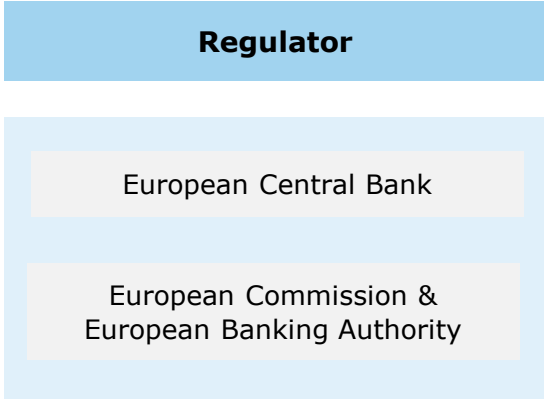 Regulator
European Central Bank
European Commission &
European Banking Authority